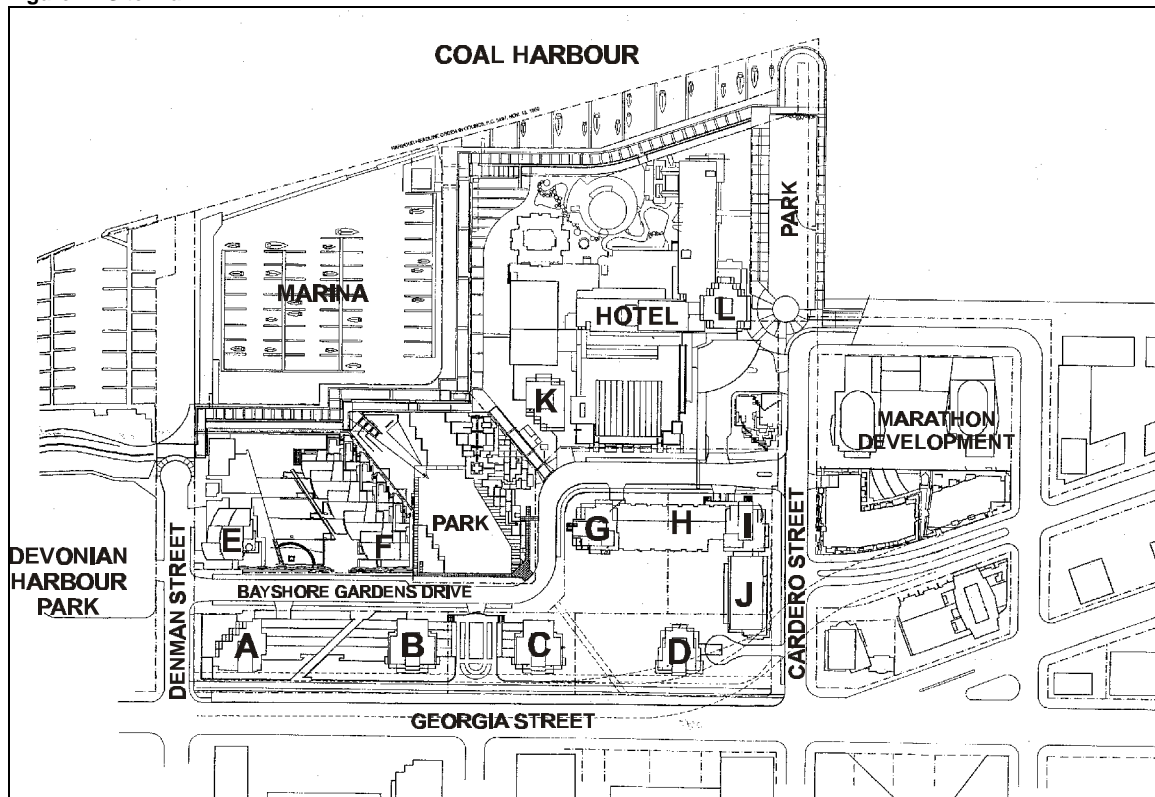 COAL HARBOUR
PARK
MARINA
HOTEL
L
K
MARATHON
DEVELOPMENT
PARK
G
H
I
E
F
DEVONIAN
HARBOUR
PARK
DENMAN STREET
BAYSHORE GARDENS DRIVE
J
CARDERO STREET
A
B
C
D
GEORGIA STREET